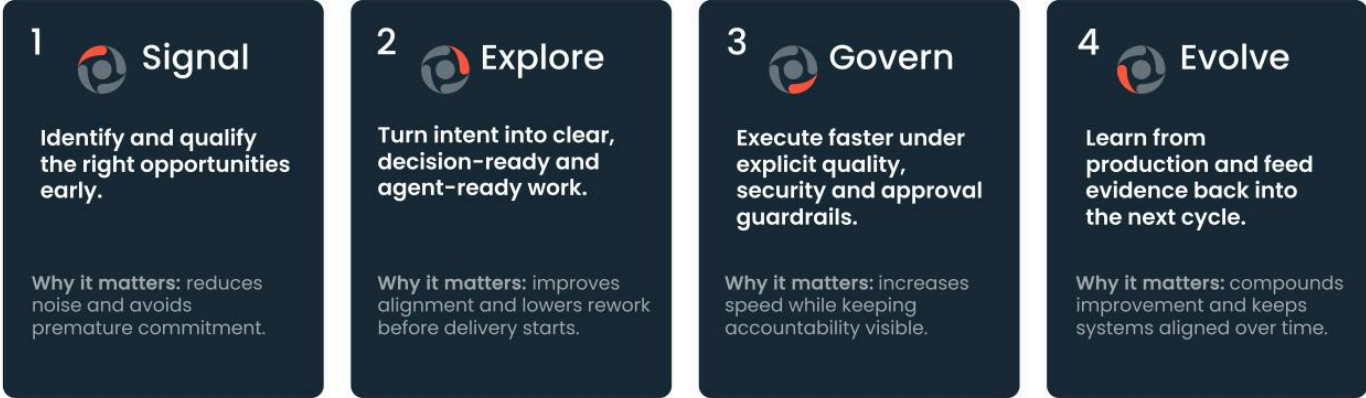 1
Signal
Identify and qualify
the right opportunities
early.
Why it matters: reduces
noise and avoids
premature commitment.
2
Explore
Turn intent into clear,
decision-ready and
agent-ready work.
Why it matters: improves
alignment and lowers rework
before delivery starts.
3
Govern
Execute faster under
explicit quality,
security and approval
guardrails.
Why it matters: increases
speed while keeping
accountability visible.
4
Evolve
Learn from
production and feed
evidence back into
the next cycle.
Why it matters: compounds
improvement and keeps
systems aligned over time.